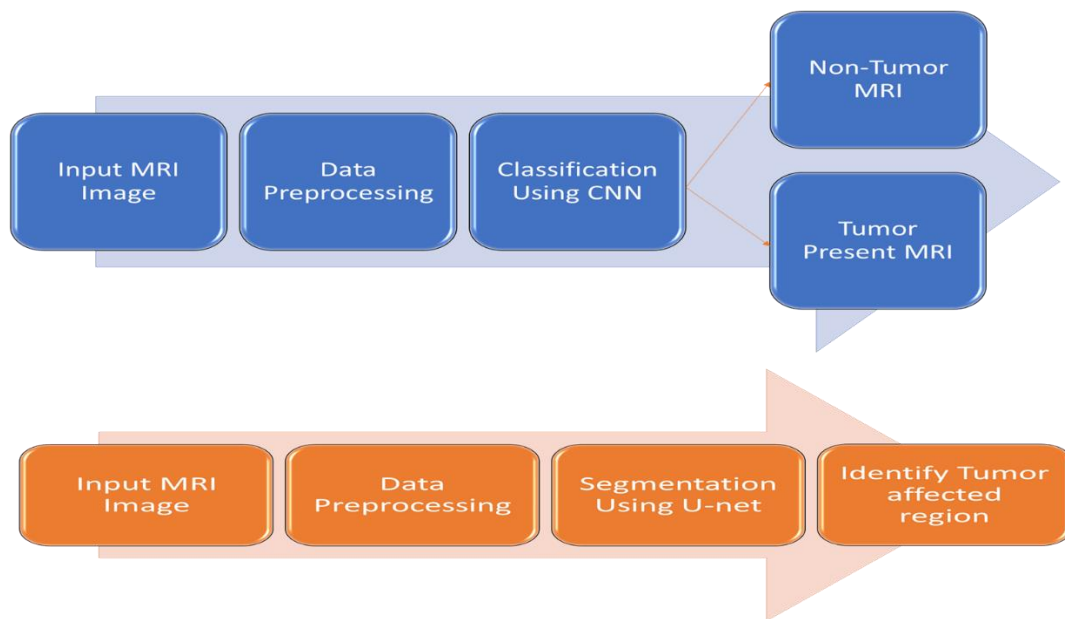 Input MRI
Image
Data
Preprocessing
Classification
Using CNN
Non-Tumor
MRI
Tumor
Present MRI
Input MRI
Image
Data
Preprocessing
Segmentation
Using U-net
Identify Tumor
affected
region